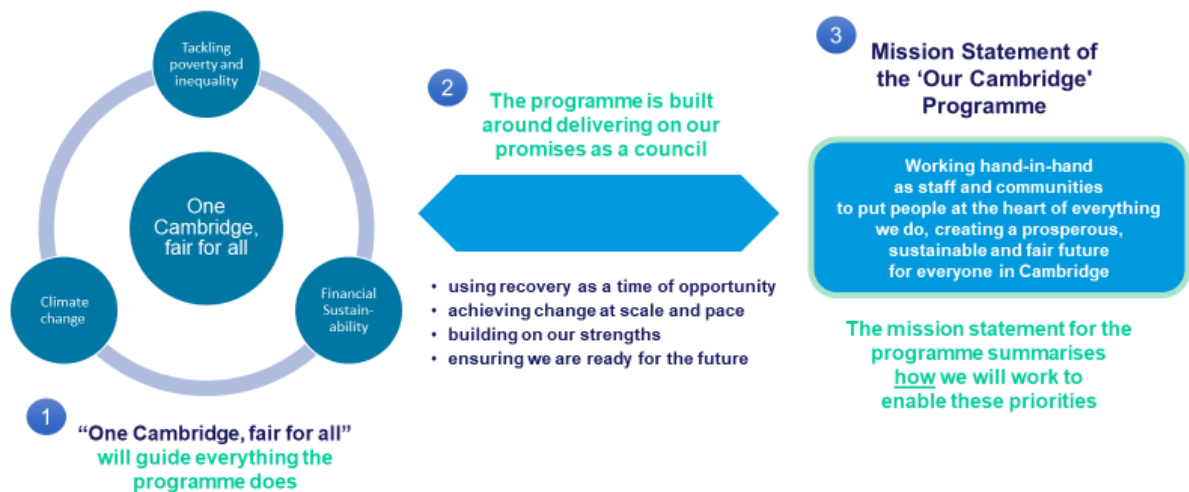 Tackling
poverty and
inequality
One
Cambridge,
fair for all
Climate
change
Financial
Sustain-
ability
1
“One Cambridge, fair for all”
will guide everything the
programme does
2
The programme is built
around delivering on our
promises as a council
• using recovery as a time of opportunity
• achieving change at scale and pace
• building on our strengths
• ensuring we are ready for the future
3
Mission Statement of
the ‘Our Cambridge'
Programme
Working hand-in-hand
as staff and communities
to put people at the heart of everything
we do, creating a prosperous,
sustainable and fair future
for everyone in Cambridge
The mission statement for the
programme summarises
how we will work to
enable these priorities